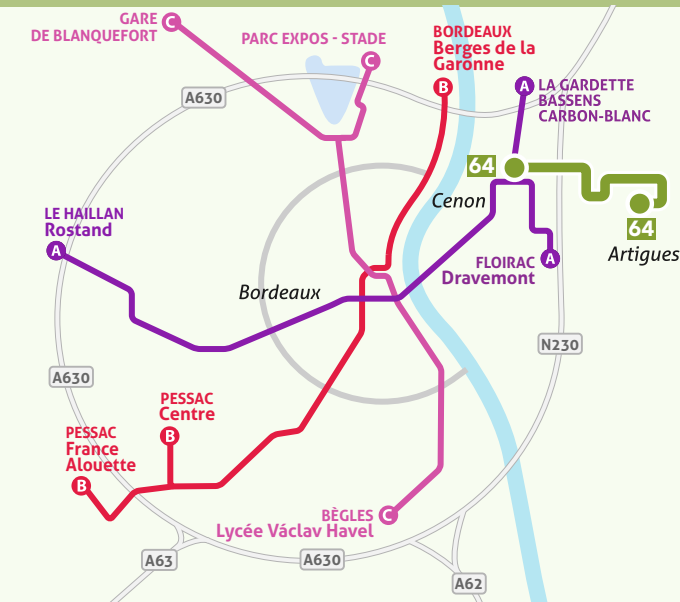 GARE
DE BLANQUEFORT
C
PARC EXPOS - STADE
C
BORDEAUX
Berges de la
Garonne
B
A
LA GARDETTE
BASSENS
CARBON-BLANC
A630
64
Cenon
64
Artigues
LE HAILLAN
Rostand
A
FLOIRAC
Dravemont
A
Bordeaux
N230
A630
PESSAC
Centre
B
PESSAC
France
Alouette
B
BÈGLES
Lycée Václav Havel
C
A63
A630
A62